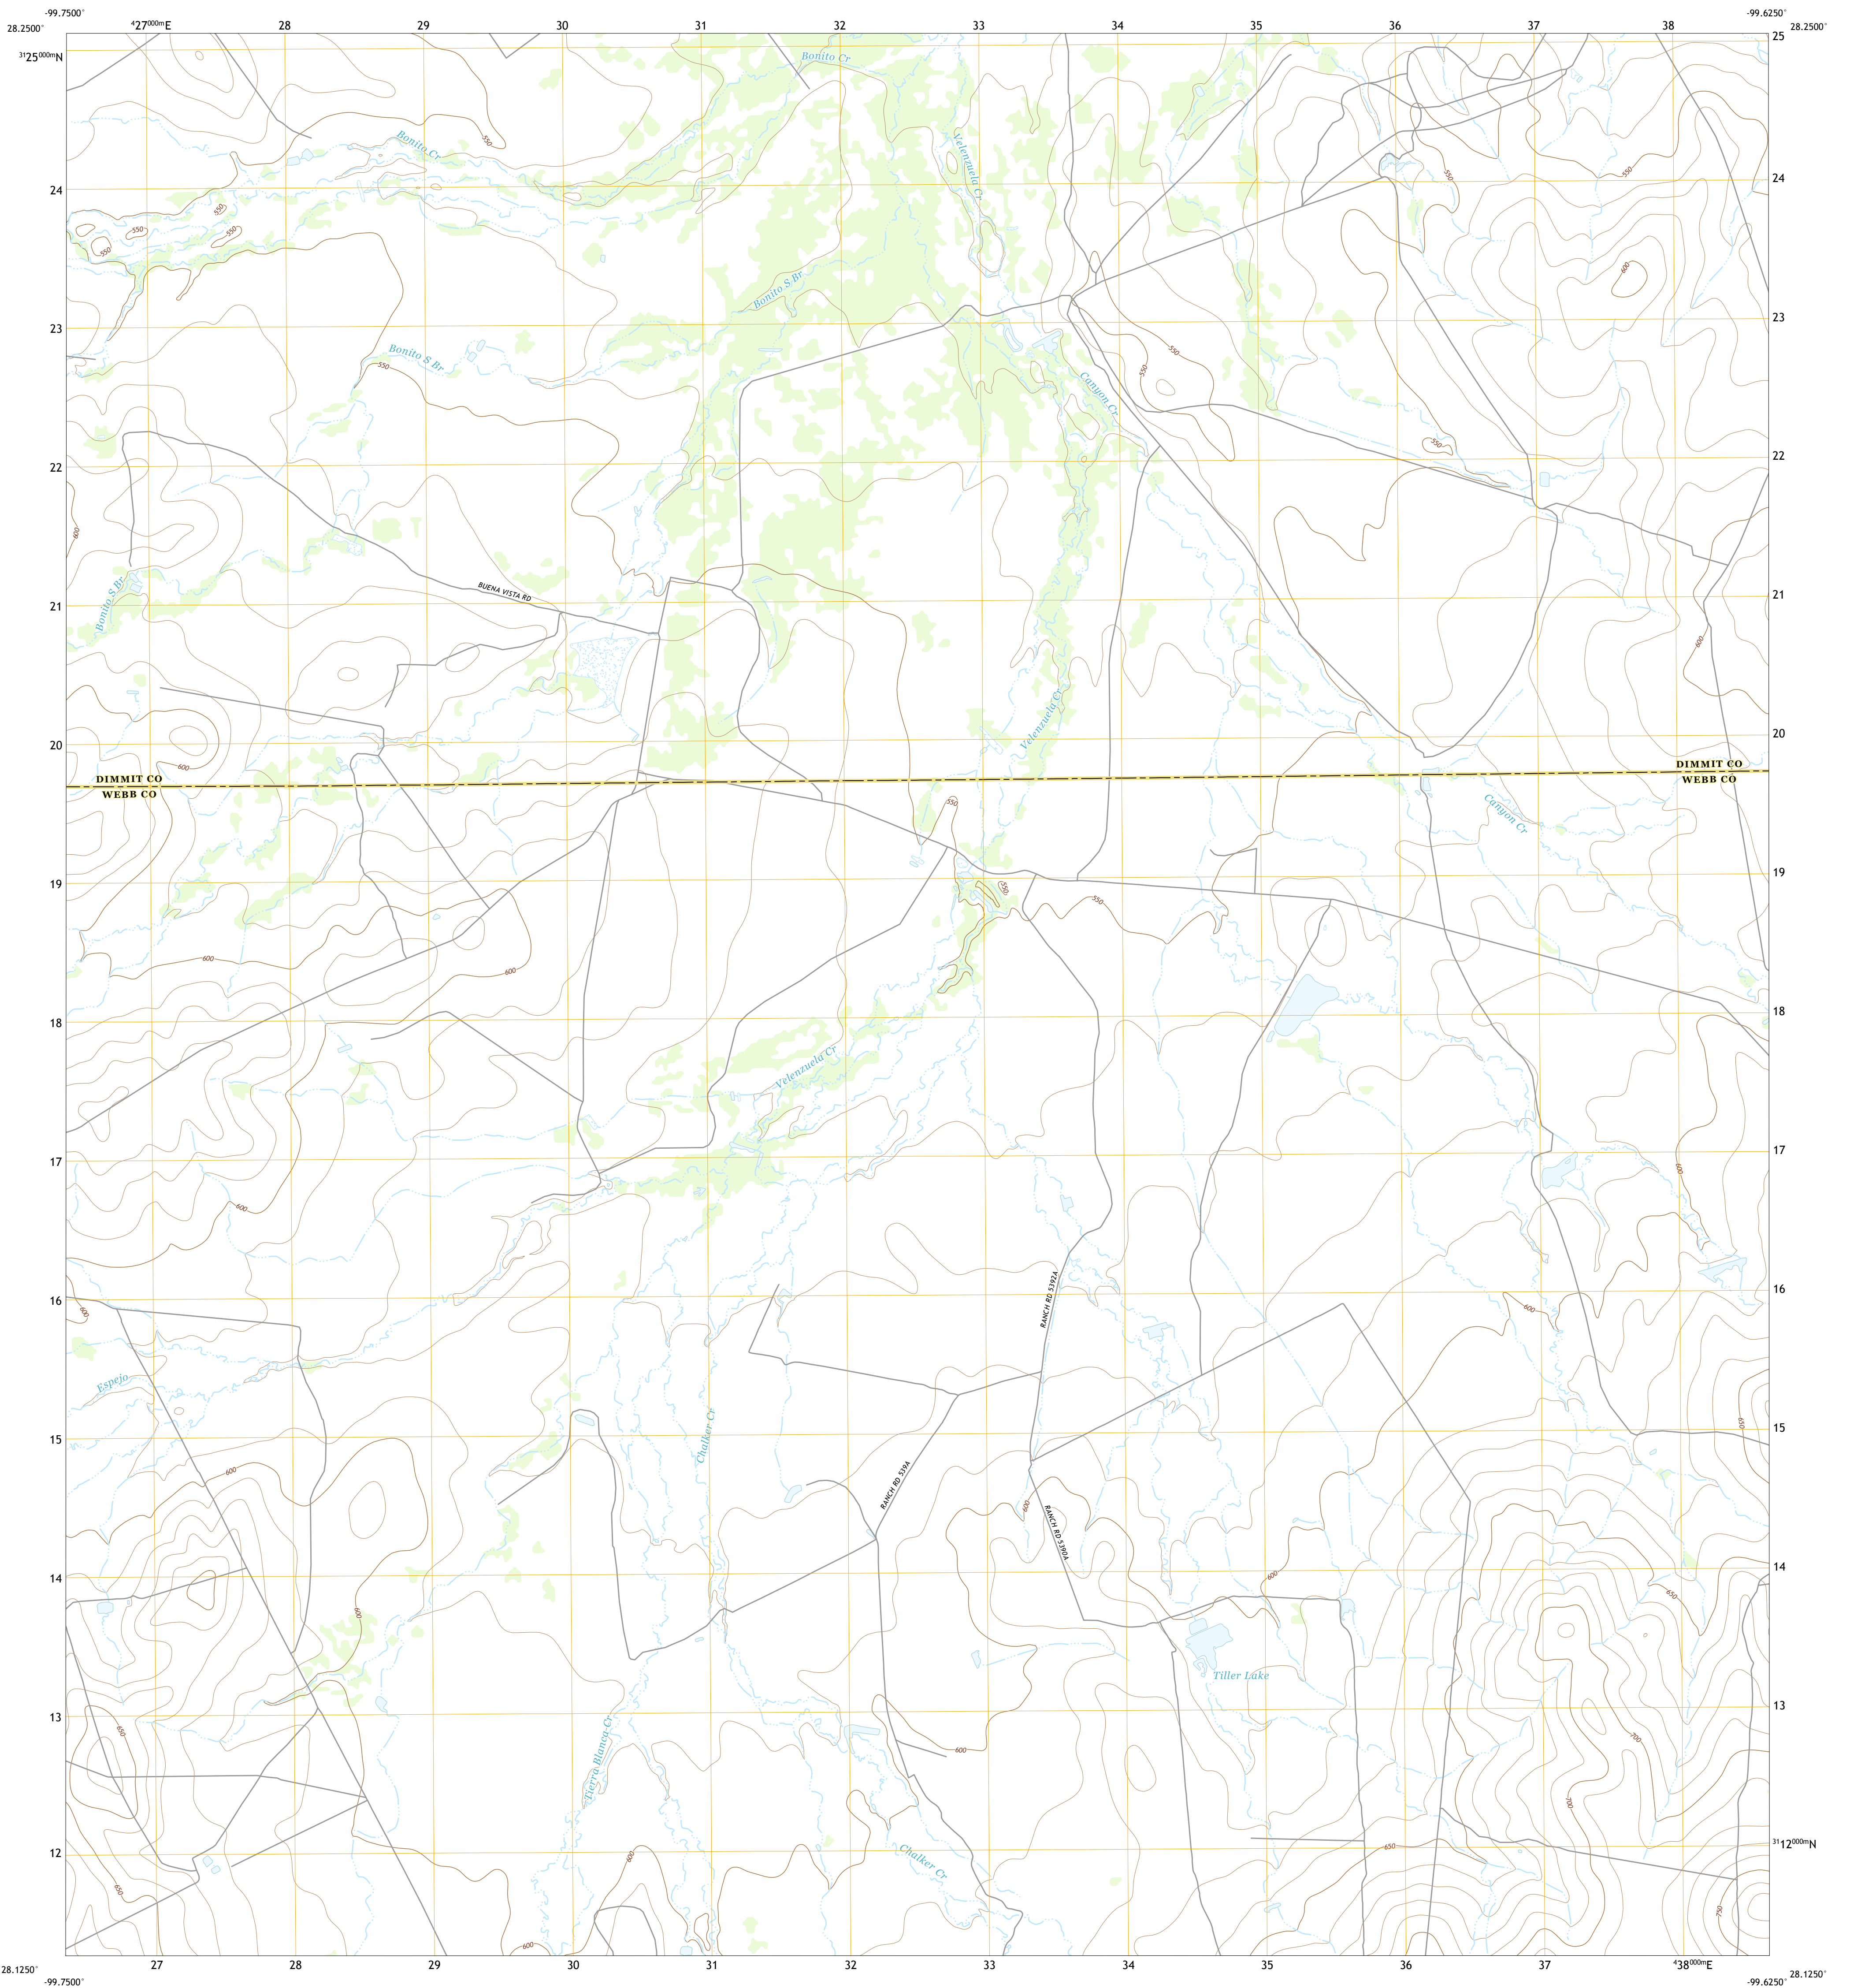 -99.7500°
-99.6250°
28.2500°
⁴27⁰⁰⁰ᵐE 28 29 30 31 32 33 34 35 36 37 38
28.2500°
³¹25⁰⁰⁰ᵐN
25
Bonito Cr
550
Bonito Cr
Velenzuela Cr
550
550
24
24
550
550
550
550
600
Bonito S Br
23
23
Bonito S Br
550
550
550
Canyon Cr
550
22
22
600
BUENA VISTA RD
Bonito S Br
21
21
600
Velenzuela Cr
20
20
600
DIMMIT CO
WEBB CO
DIMMIT CO
WEBB CO
550
Canyon Cr
19
19
550
550
600
600
18
18
Velenzuela Cr
17
17
600
600
RANCH RD 5392A
16
16
600
600
Espejo
Chalker Cr
650
15
15
600
RANCH RD 539A
600
RANCH RD 5390A
14
14
600
650
600
Tiller Lake
13
13
650
Tierra Blanca Cr
600
700
700
12
650
³¹12⁰⁰⁰ᵐN
600
Chalker Cr
650
750
600
28.1250°
27 28 29 30 31 32 33 34 35 36 37 ⁴38⁰⁰⁰ᵐE
28.1250°
-99.7500°
-99.6250°